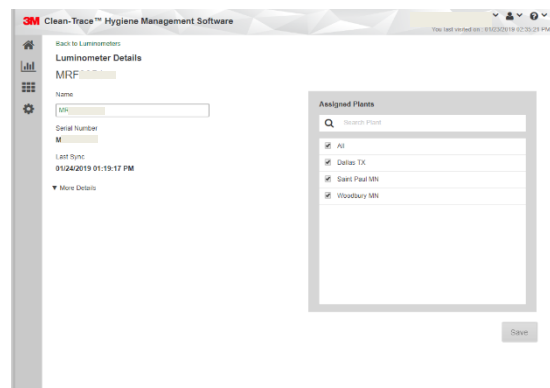 3M Clean-Trace™ Hygiene Management Software
You last visited on : 01/23/2019 02:35:21 PM
Back to Luminometers
Luminometer Details
MRF
Name
MR
Serial Number
M
Last Sync
01/24/2019 01:19:17 PM
▼ More Details
Assigned Plants
Search Plant
All
Dallas TX
Saint Paul MN
Woodbury MN
Save